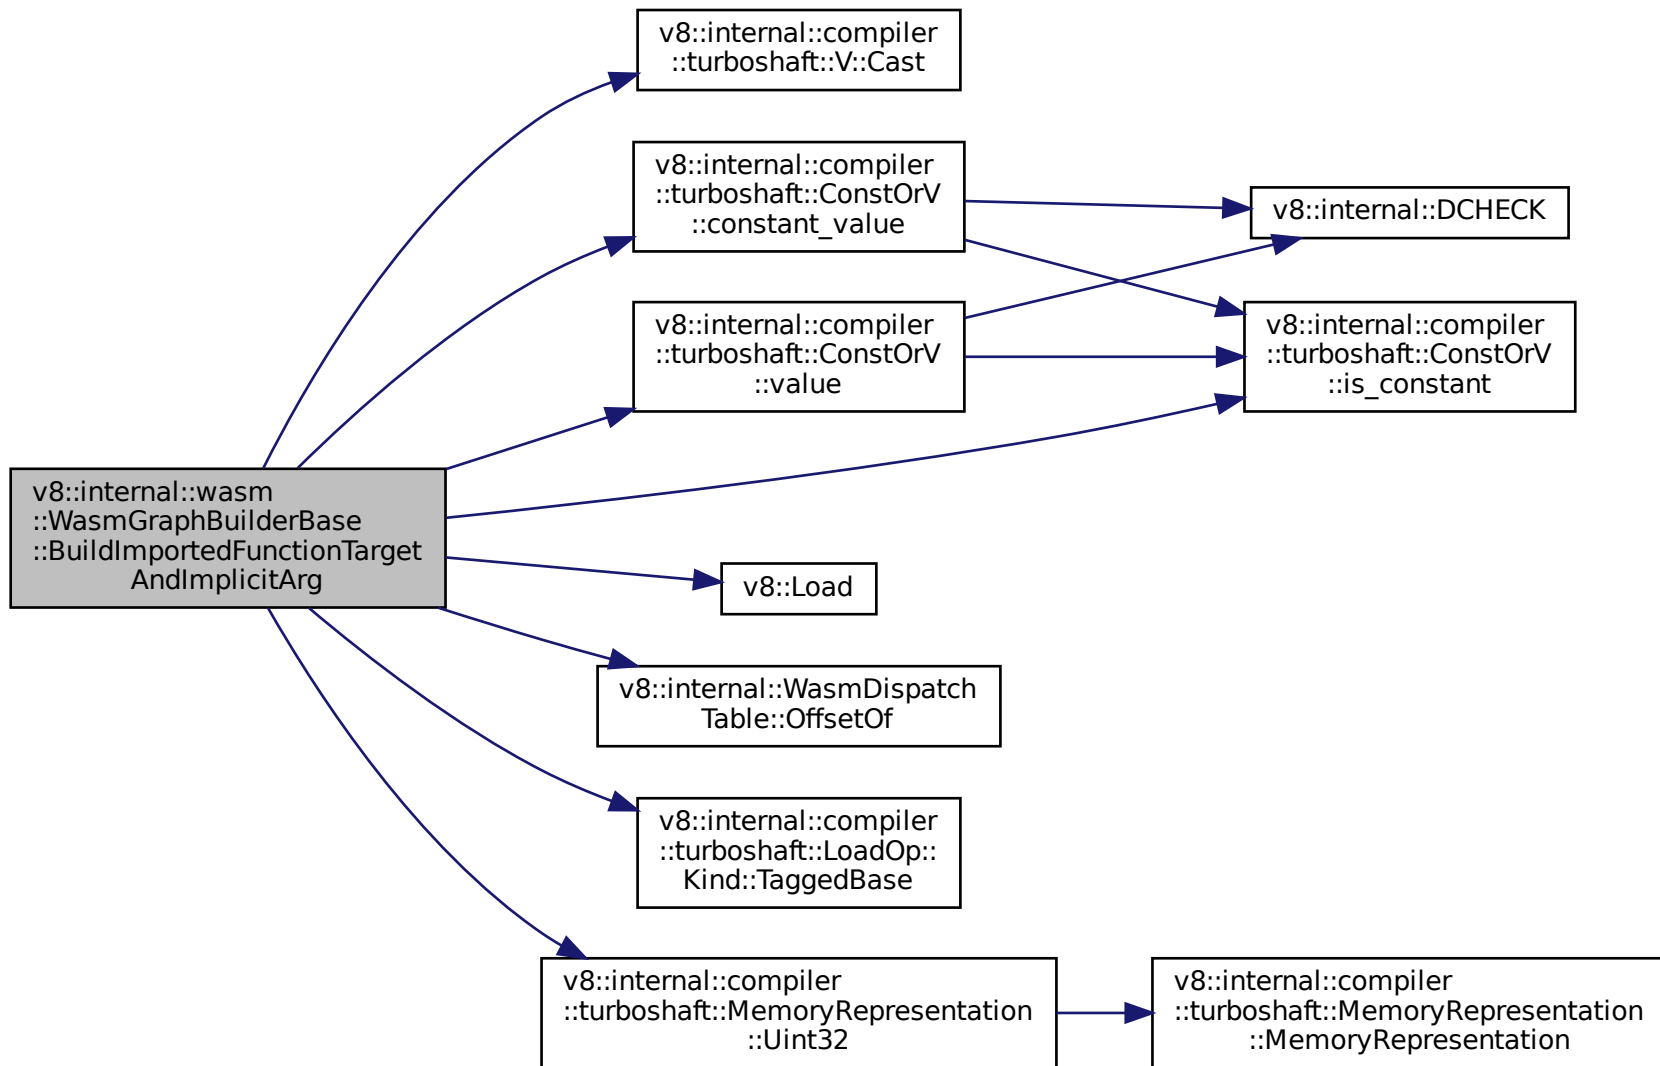 v8::internal::compiler
::turboshaft::V::Cast
v8::internal::compiler
::turboshaft::ConstOrV
::constant_value
v8::internal::DCHECK
v8::internal::compiler
::turboshaft::ConstOrV
::value
v8::internal::compiler
::turboshaft::ConstOrV
::is_constant
v8::internal::wasm
::WasmGraphBuilderBase
::BuildImportedFunctionTarget
AndImplicitArg
v8::Load
v8::internal::WasmDispatch
Table::OffsetOf
v8::internal::compiler
::turboshaft::LoadOp::
Kind::TaggedBase
v8::internal::compiler
::turboshaft::MemoryRepresentation
::Uint32
v8::internal::compiler
::turboshaft::MemoryRepresentation
::MemoryRepresentation